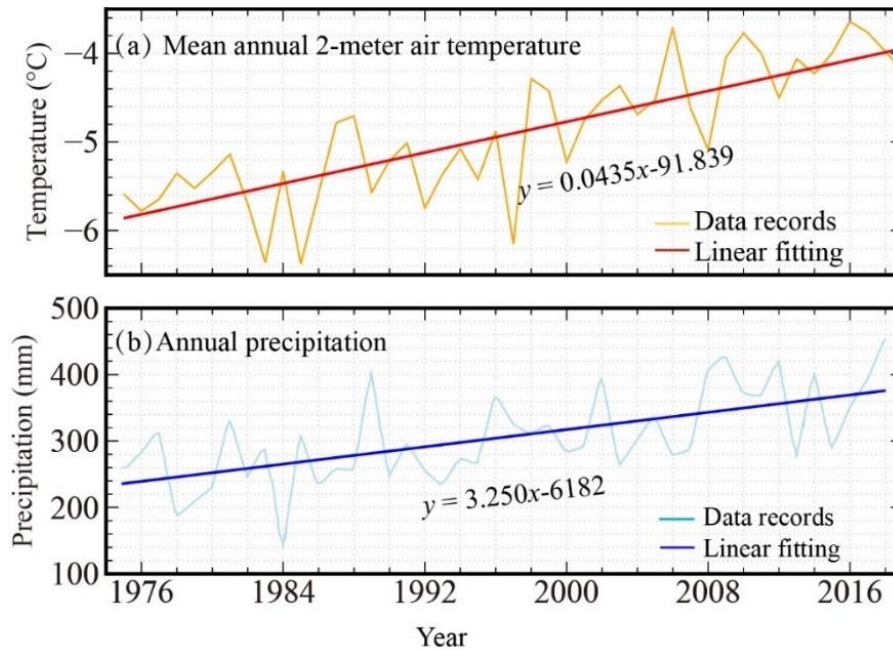 (a) Mean annual 2-meter air temperature
Temperature (°C)
−4
−5
−6
y = 0.0435x-91.839
Data records
Linear fitting
(b) Annual precipitation
Precipitation (mm)
500
400
300
200
100
y = 3.250x-6182
Data records
Linear fitting
1976 1984 1992 2000 2008 2016
Year